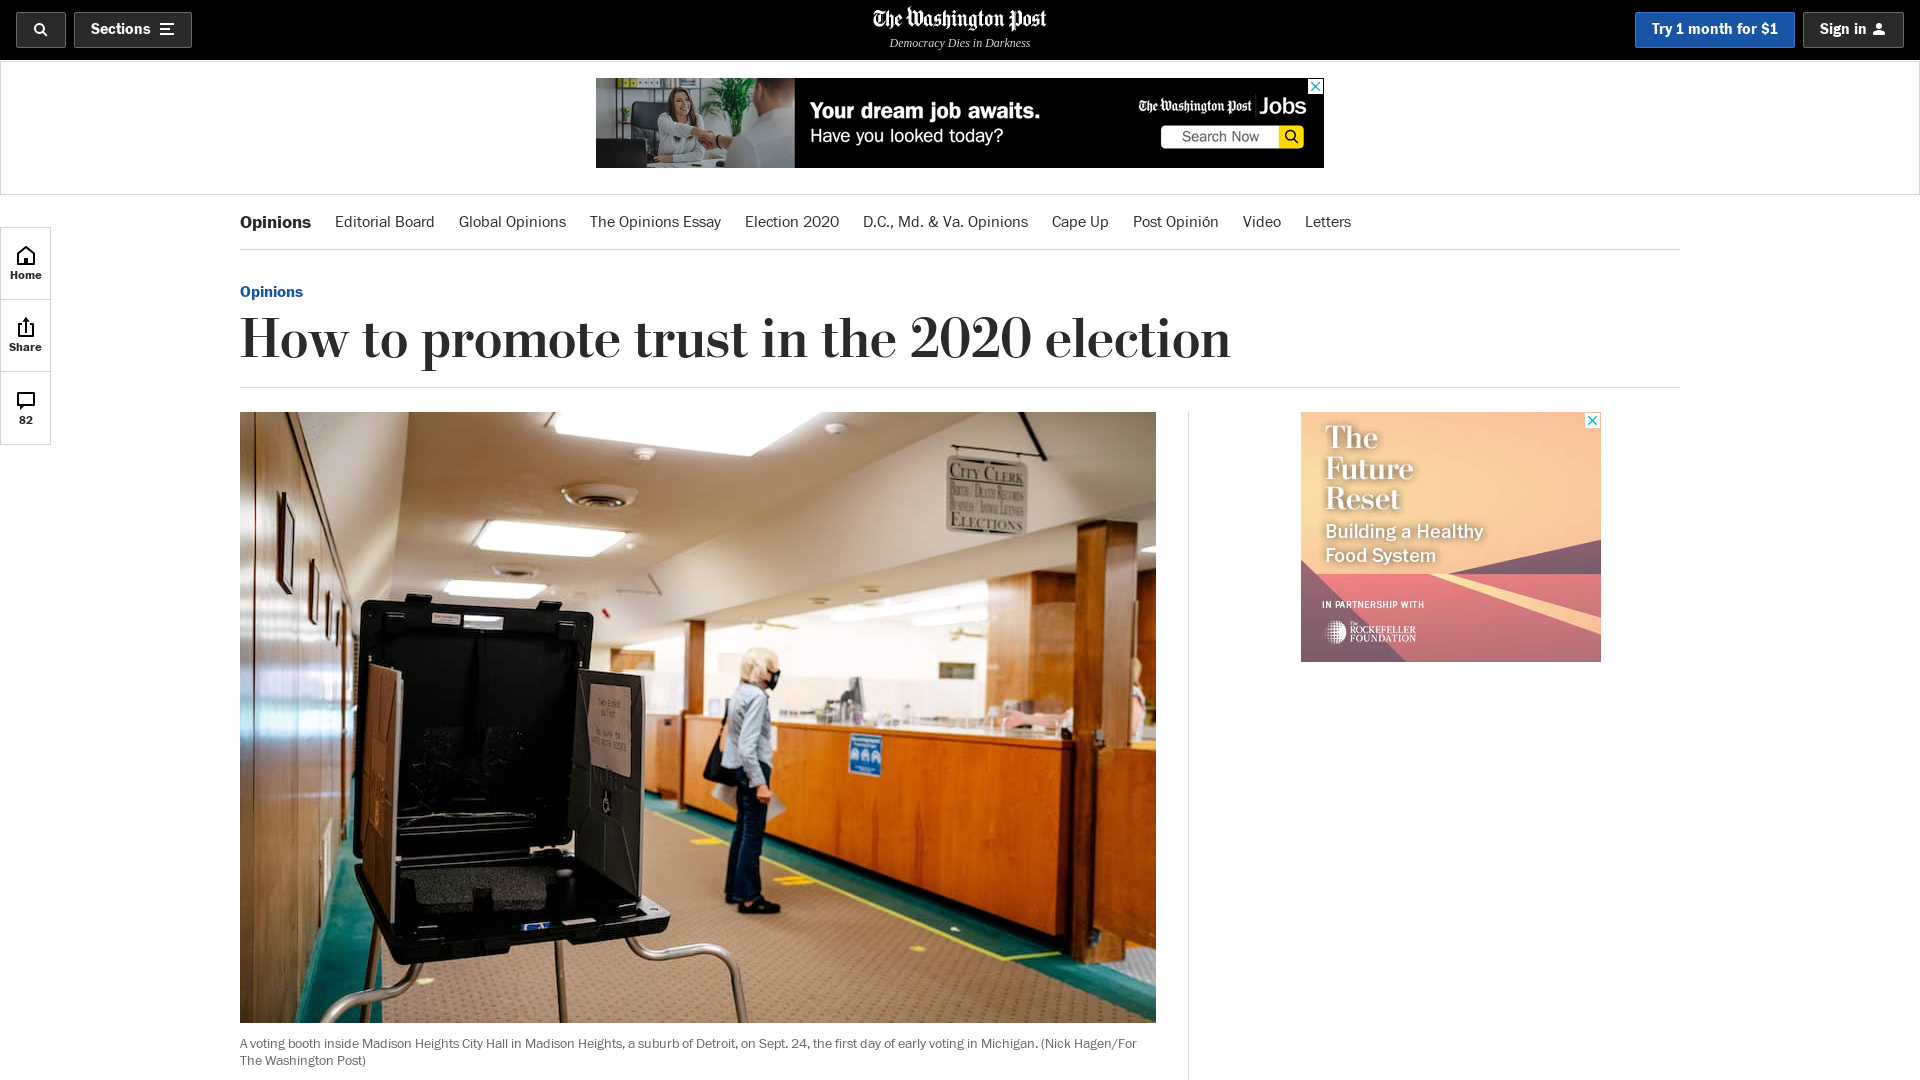 Sections
The Washington Post
Democracy Dies in Darkness
Try 1 month for $1
Sign in
Your dream job awaits.
Have you looked today?
The Washington Post Jobs
Search Now
Opinions
Editorial Board
Global Opinions
The Opinions Essay
Election 2020
D.C., Md. & Va. Opinions
Cape Up
Post Opinión
Video
Letters
Home
Share
82
Opinions
How to promote trust in the 2020 election
CITY CLERK
BIRTH / DEATH RECORDS
BUSINESS / ANIMAL LICENSES
ELECTIONS
The
Future
Reset
Building a Healthy
Food System
IN PARTNERSHIP WITH
The
ROCKEFELLER
FOUNDATION
A voting booth inside Madison Heights City Hall in Madison Heights, a suburb of Detroit, on Sept. 24, the first day of early voting in Michigan. (Nick Hagen/For
The Washington Post)